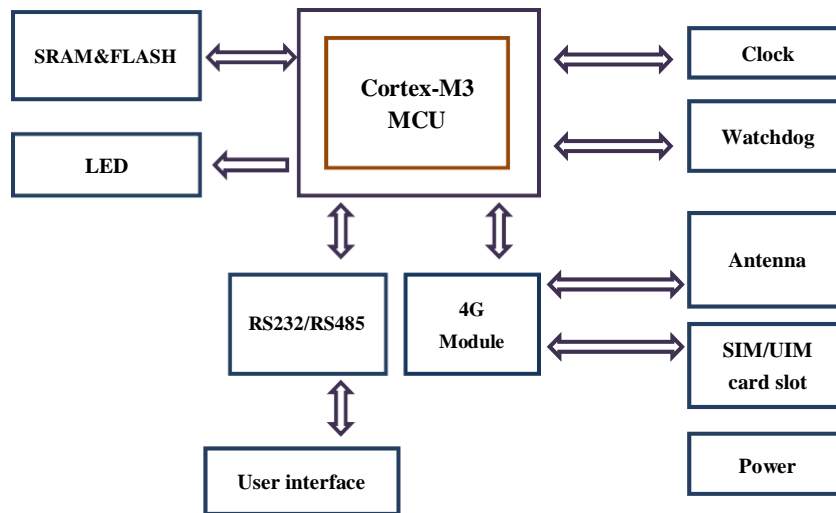 SRAM&FLASH
Cortex-M3
MCU
Clock
LED
Watchdog
RS232/RS485
4G
Module
Antenna
SIM/UIM
card slot
User interface
Power